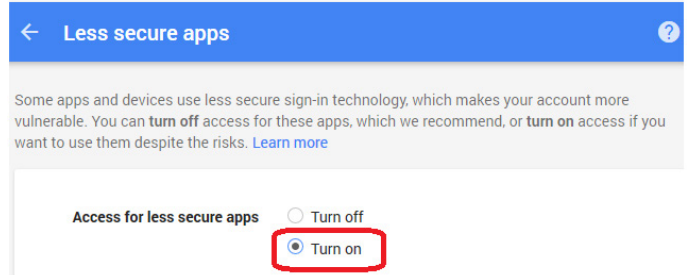 Less secure apps
Some apps and devices use less secure sign-in technology, which makes your account more
vulnerable. You can turn off access for these apps, which we recommend, or turn on access if you
want to use them despite the risks. Learn more
Access for less secure apps Turn off
Turn on